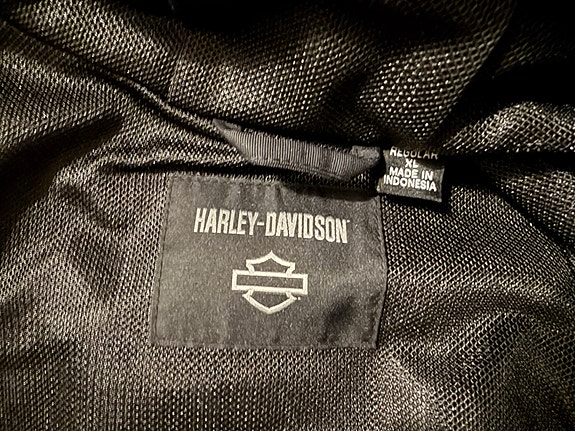 REGULAR
XL
MADE IN
INDONESIA
HARLEY-DAVIDSON